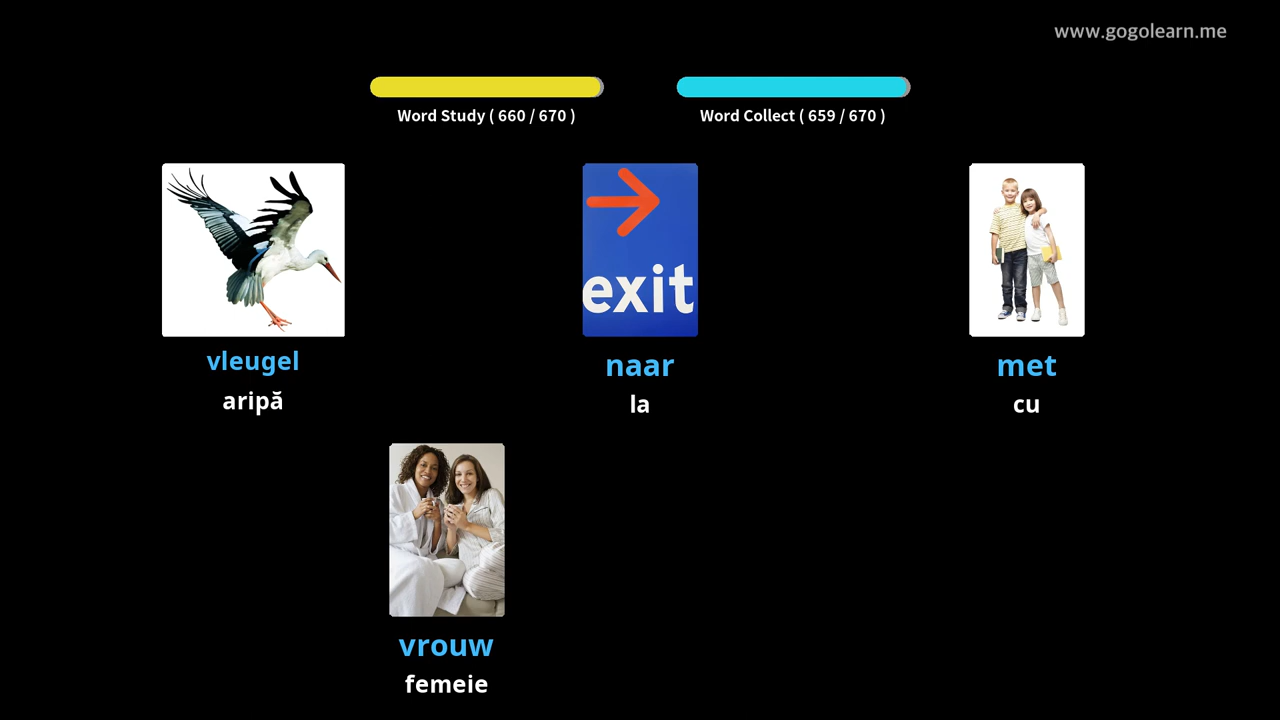 www.gogolearn.me
Word Study ( 660 / 670 )
Word Collect ( 659 / 670 )
exit
vleugel
naar
met
aripă
la
cu
vrouw
femeie